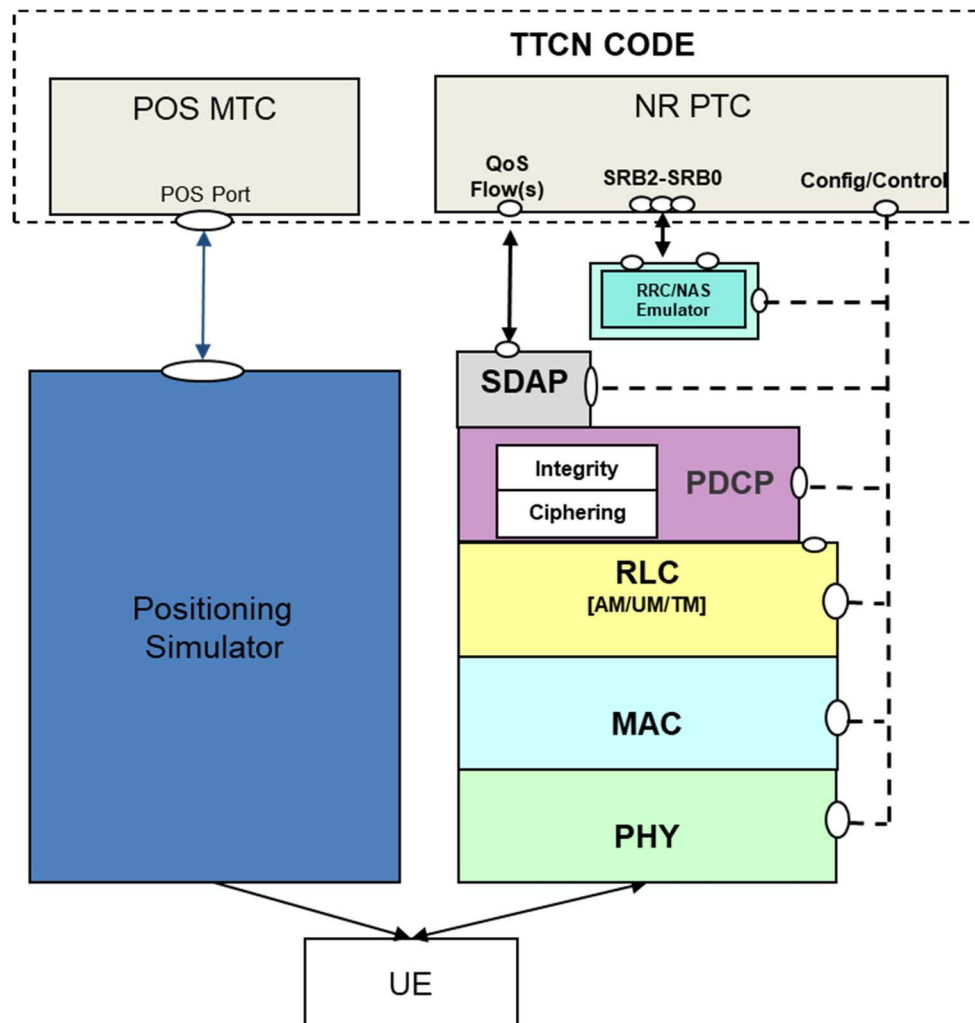 TTCN CODE
POS MTC
POS Port
NR PTC
QoS
Flow(s)
SRB2-SRB0
Config/Control
RRC/NAS
Emulator
SDAP
Integrity
Ciphering
PDCP
RLC
[AM/UM/TM]
MAC
PHY
Positioning
Simulator
UE